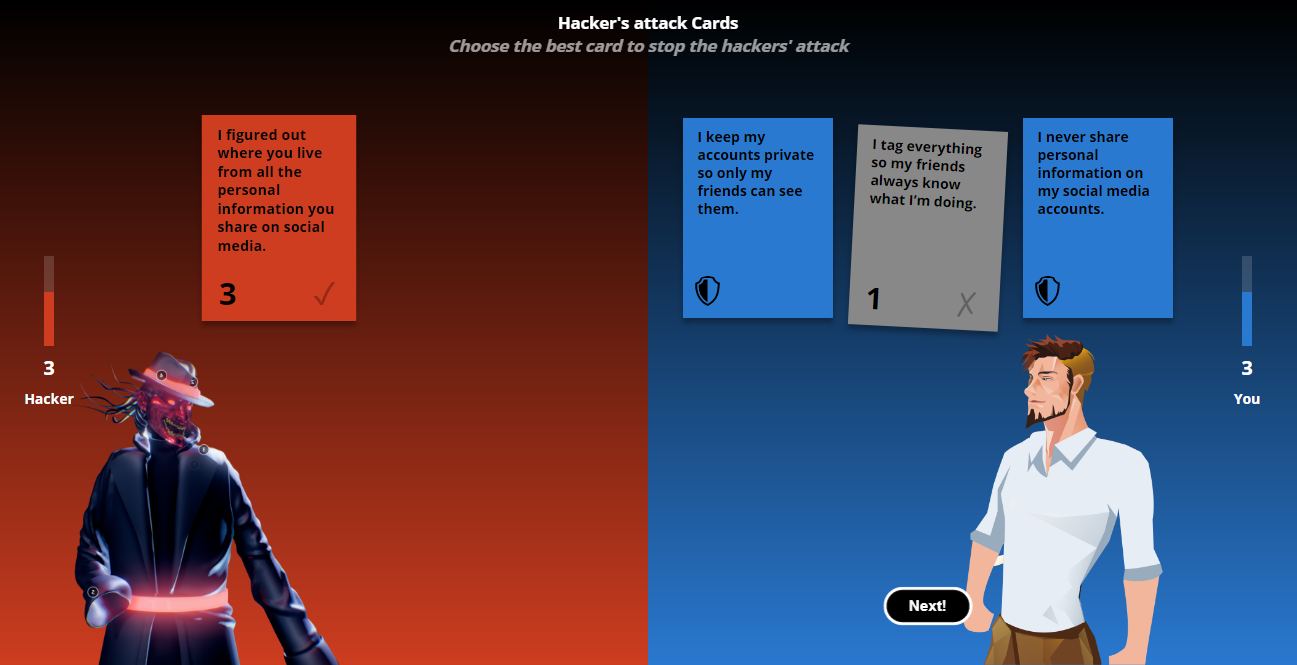 Hacker's attack Cards
Choose the best card to stop the hackers' attack
I figured out
where you live
from all the
personal
information you
share on social
media.
3
✓
I keep my
accounts private
so only my
friends can see
them.
I tag everything
so my friends
always know
what I’m doing.
1
X
I never share
personal
information on
my social media
accounts.
3
Hacker
3
You
Next!